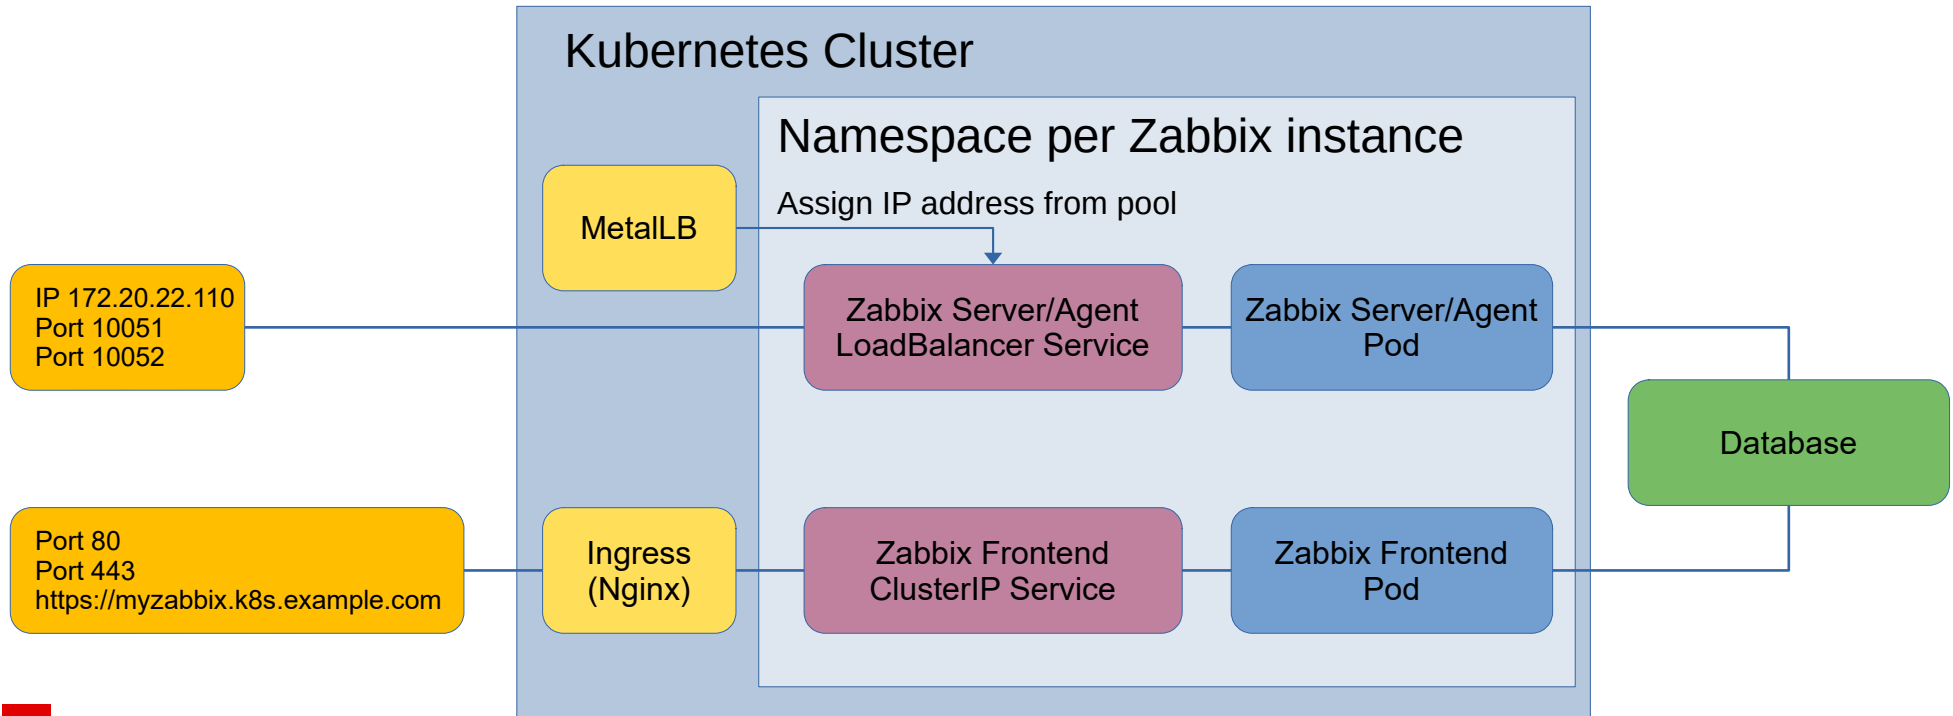 Kubernetes Cluster
Namespace per Zabbix instance
Assign IP address from pool
MetalLB
IP 172.20.22.110
Port 10051
Port 10052
Zabbix Server/Agent
LoadBalancer Service
Zabbix Server/Agent
Pod
Database
Port 80
Port 443
https://myzabbix.k8s.example.com
Ingress
(Nginx)
Zabbix Frontend
ClusterIP Service
Zabbix Frontend
Pod